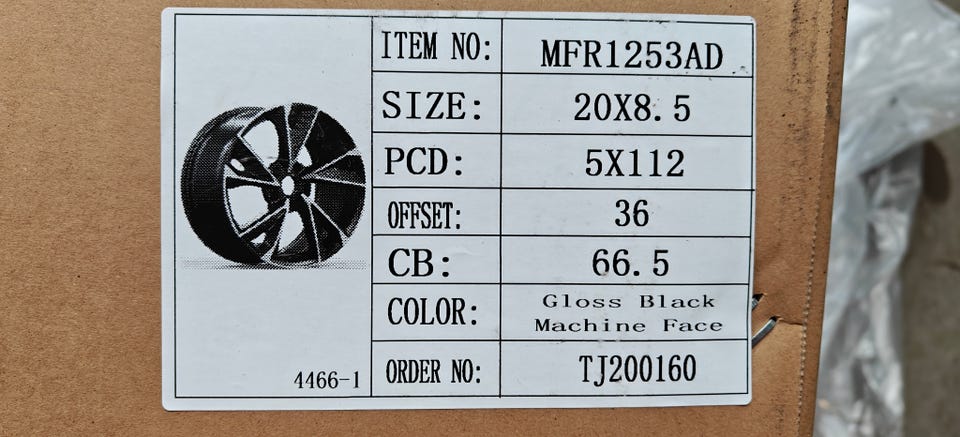 ITEM NO: MFR1253AD
SIZE: 20X8.5
PCD: 5X112
OFFSET: 36
CB: 66.5
COLOR: Gloss Black
Machine Face
4466-1
ORDER NO: TJ200160